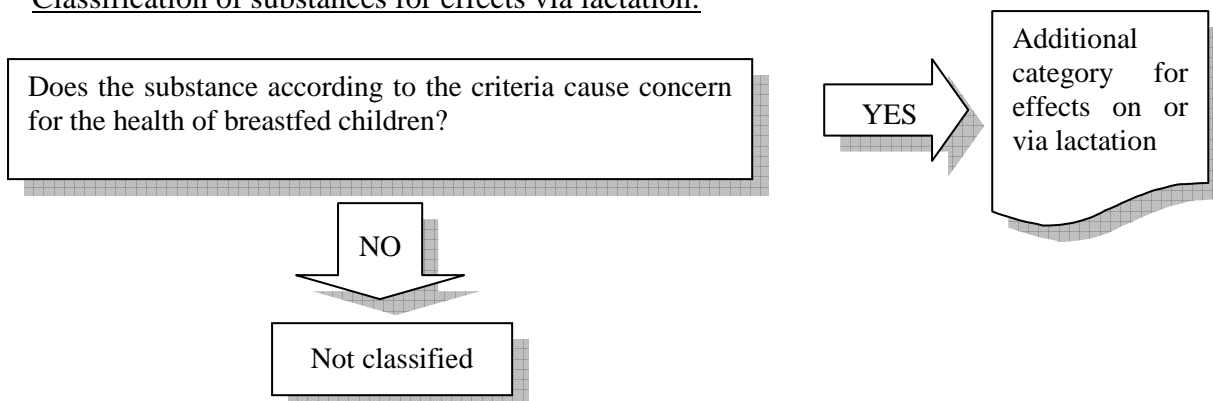 Classification of substances for effects via lactation:
Does the substance according to the criteria cause concern
for the health of breastfed children?
YES
Additional
category for
effects on or
via lactation
NO
Not classified